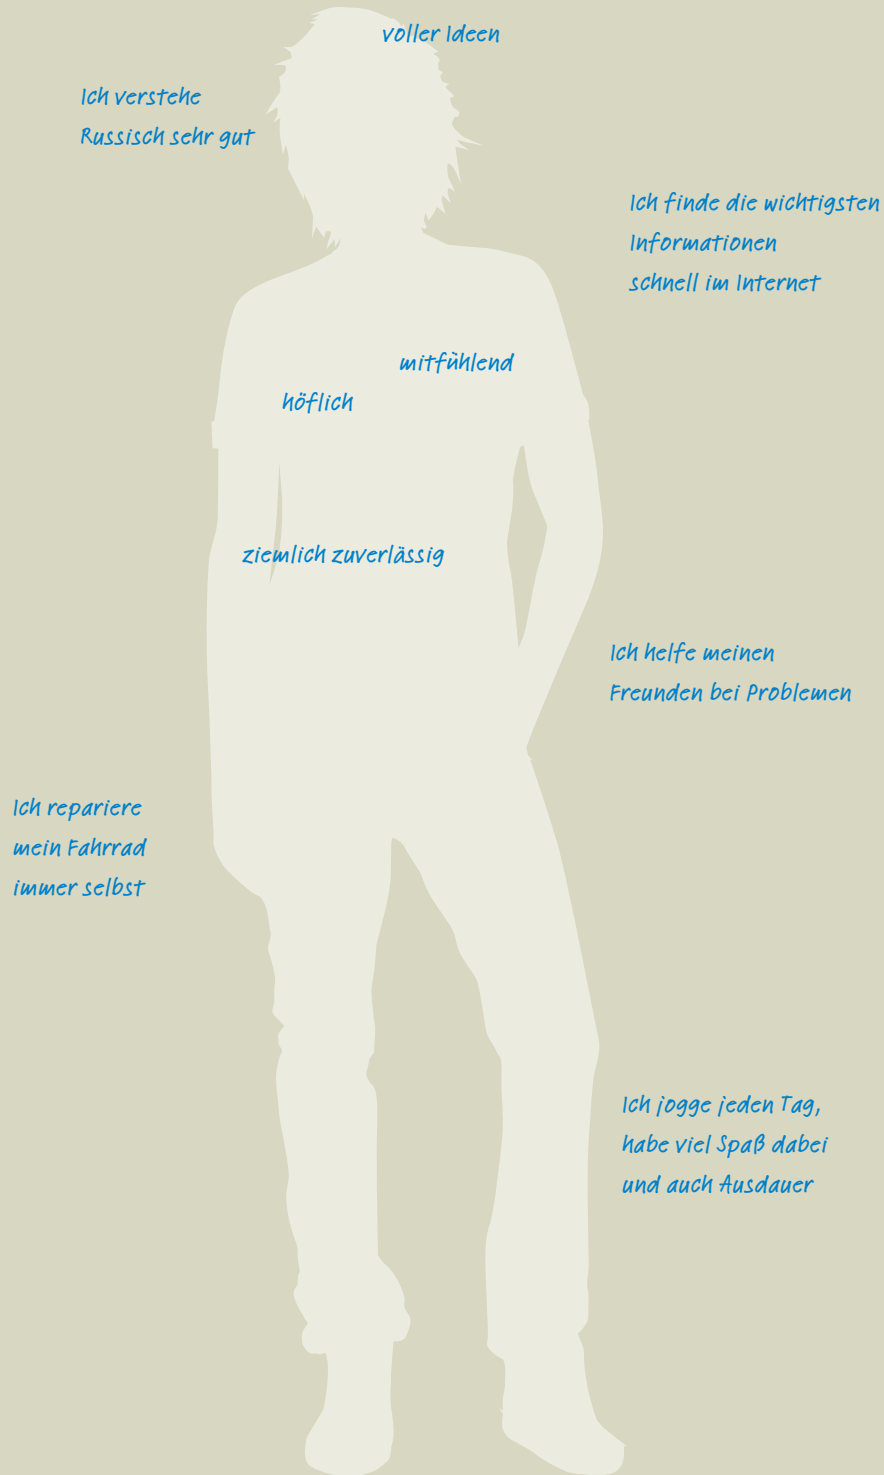 voller Ideen
Ich verstehe
Russisch sehr gut
Ich finde die wichtigsten
Informationen
schnell im Internet
mitfühlend
höflich
ziemlich zuverlässig
Ich helfe meinen
Freunden bei Problemen
Ich repariere
mein Fahrrad
immer selbst
Ich jogge jeden Tag,
habe viel Spaß dabei
und auch Ausdauer